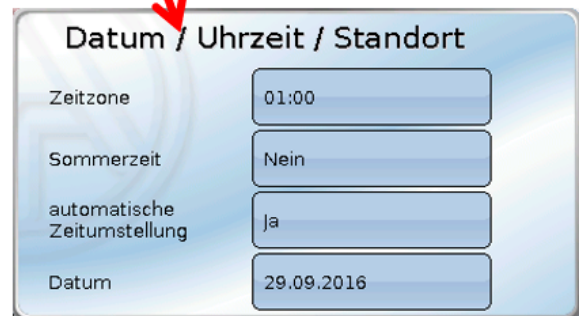 Datum / Uhrzeit / Standort
Zeitzone
01:00
Sommerzeit
Nein
automatische
Zeitumstellung
Ja
Datum
29.09.2016